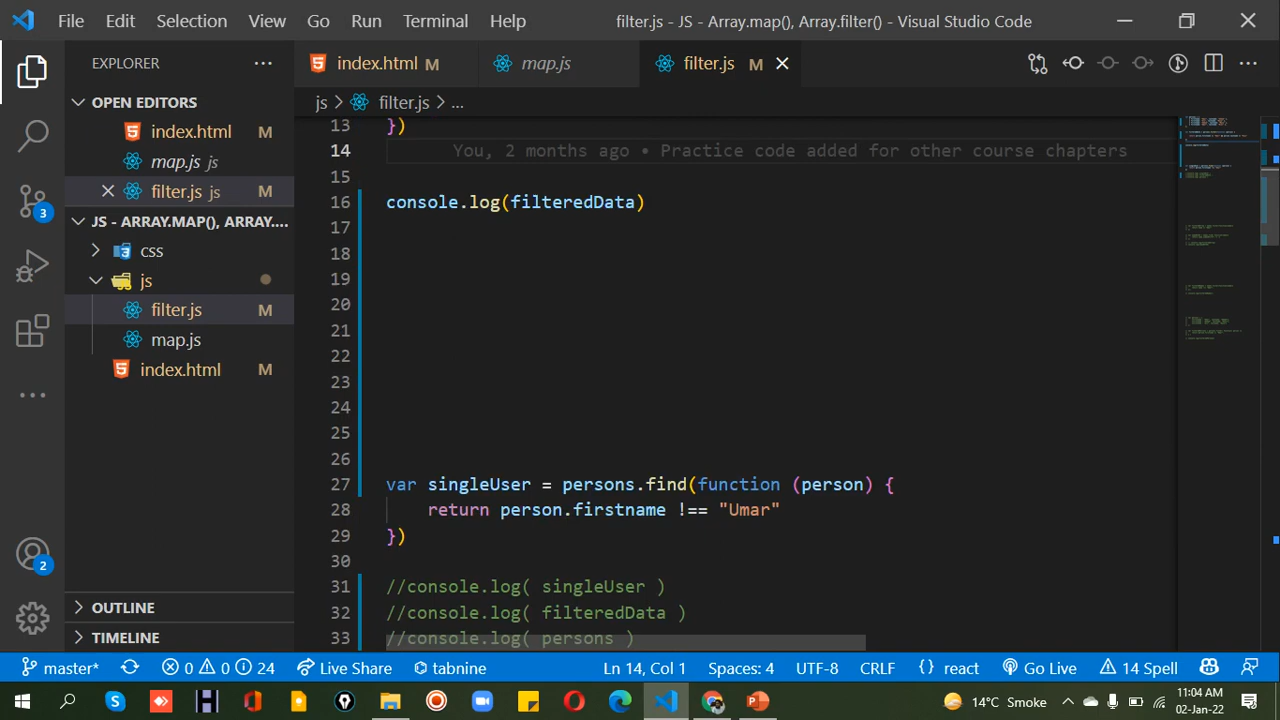 File Edit Selection View Go Run Terminal Help filter.js - JS - Array.map(), Array.filter() - Visual Studio Code
EXPLORER
index.html M map.js filter.js M
OPEN EDITORS
index.html M
map.js js
filter.js js M
JS - ARRAY.MAP(), ARRAY....
css
js
filter.js M
map.js
index.html M
OUTLINE
TIMELINE
js > filter.js > ...
13 })
14 You, 2 months ago • Practice code added for other course chapters
15
16 console.log(filteredData)
17
18
19
20
21
22
23
24
25
26
27 var singleUser = persons.find(function (person) {
28 return person.firstname !== "Umar"
29 })
30
31 //console.log( singleUser )
32 //console.log( filteredData )
33 //console.log( persons )
3
2
master* 0 0 24 Live Share tabnine Ln 14, Col 1 Spaces: 4 UTF-8 CRLF {} react Go Live 14 Spell
14°C Smoke 11:04 AM
02-Jan-22